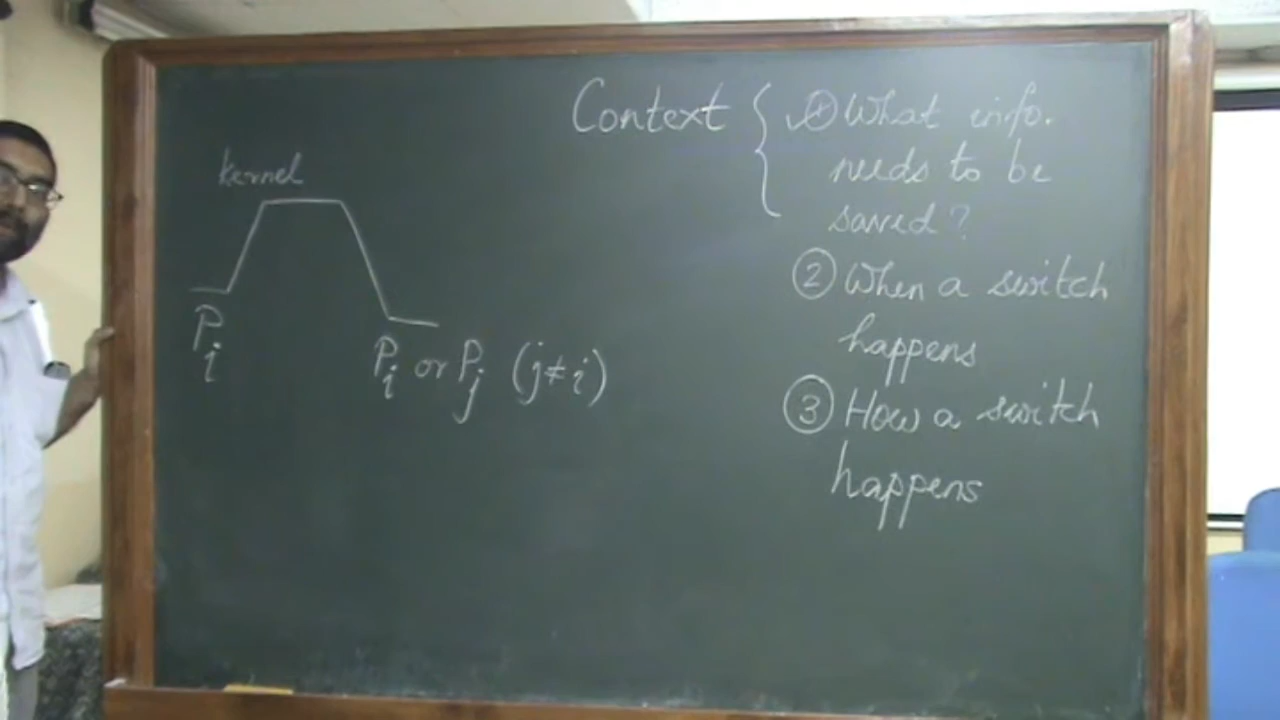 Context { ✓① What info.
needs to be
saved?
② When a switch
happens
③ How a switch
happens
kernel
Pi
Pi or Pj (j≠i)